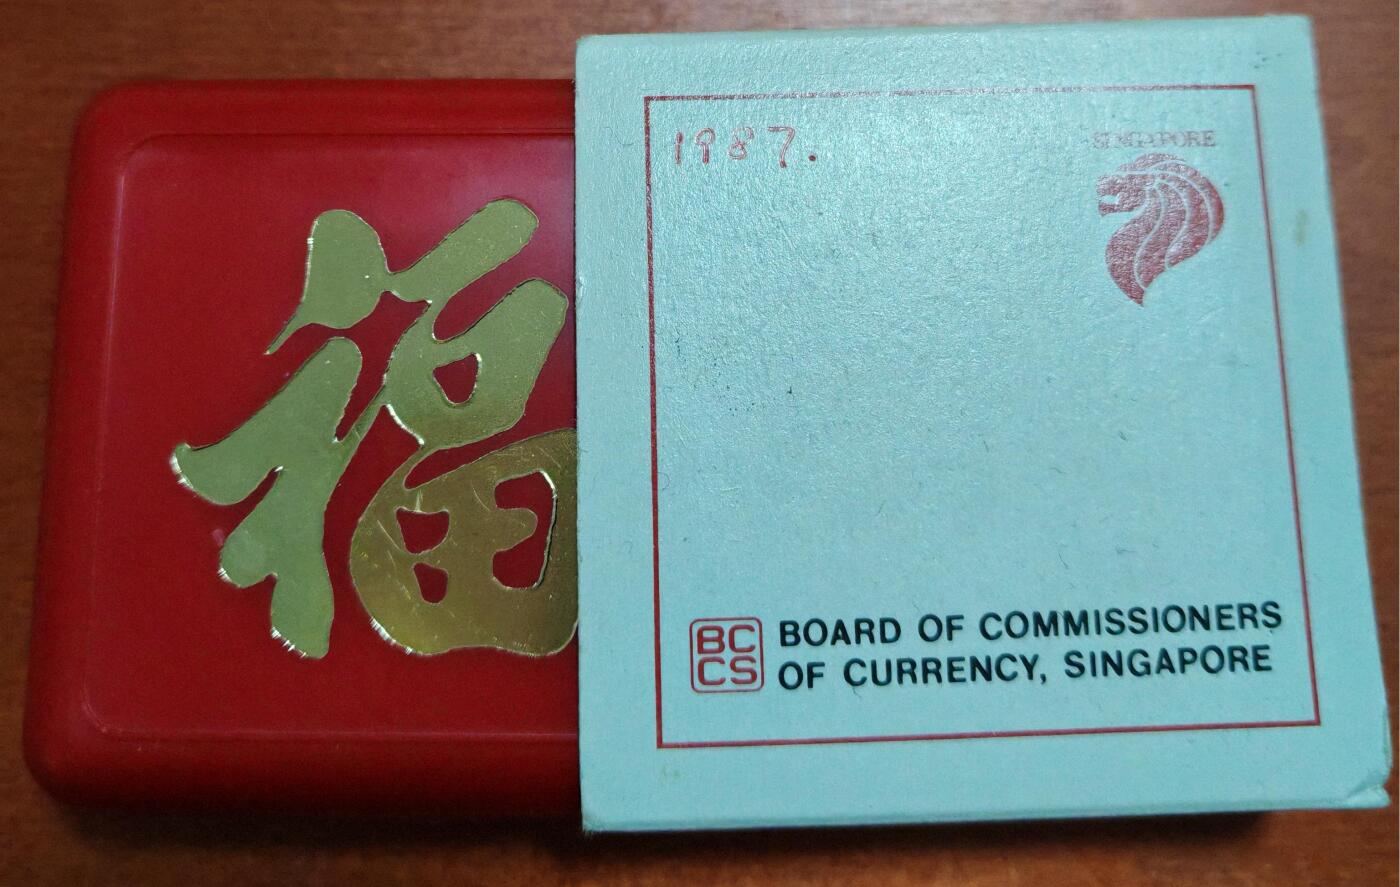 福
1987.
SINGAPORE
BC
CS
BOARD OF COMMISSIONERS
OF CURRENCY, SINGAPORE